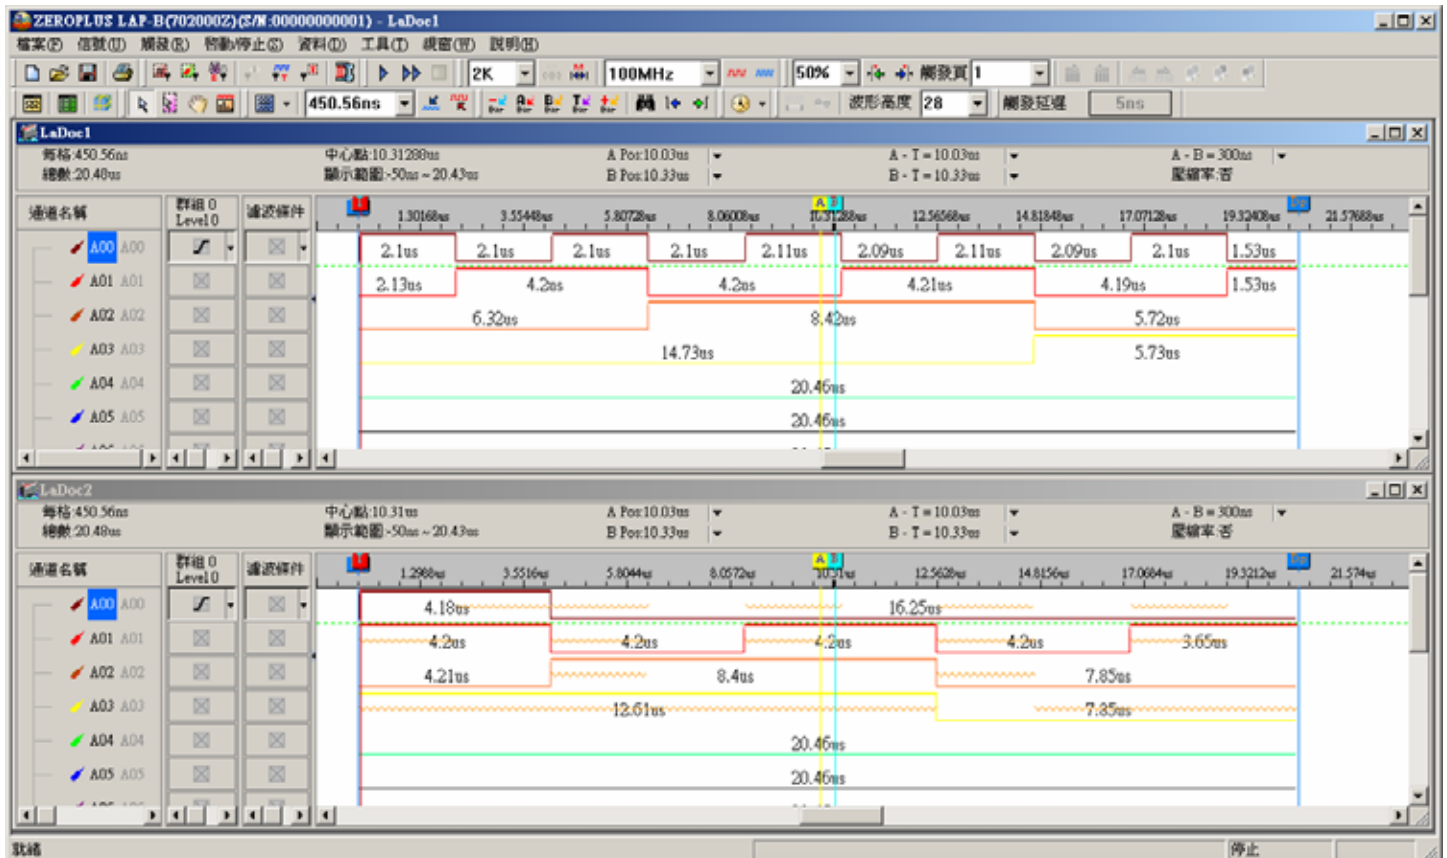 ZEROPLUS LAP-B(702000Z)(S/N:00000000001) - LaDoc1
檔案(F) 信號(U) 觸發(R) 啟動/停止(S) 資料(D) 工具(T) 視窗(W) 說明(H)
2K 100MHz 50% 觸發頁 1
450.56ns Bar Bar Bar Bar Bar 波形高度 28 觸發延遲 5ns
LaDoc1
每格:450.56ns 中心點:10.31288us A Pos:10.03us A - T = 10.03us A - B = 300ns
總數:20.48us 顯示範圍:-50ns ~ 20.43us B Pos:10.33us B - T = 10.33us 壓縮率:否
通道名稱 群組 0 Level 0 濾波條件 1.30168us 3.55448us 5.80728us 8.06008us A B 10.31288us 12.56568us 14.81848us 17.07128us 19.32408us 21.57688us
A00 A00 2.1us 2.1us 2.1us 2.1us 2.11us 2.09us 2.11us 2.09us 2.1us 1.53us
A01 A01 2.13us 4.2us 4.2us 4.21us 4.19us 1.53us
A02 A02 6.32us 8.42us 5.72us
A03 A03 14.73us 5.73us
A04 A04 20.46us
A05 A05 20.46us
LaDoc2
每格:450.56ns 中心點:10.31us A Pos:10.03us A - T = 10.03us A - B = 300ns
總數:20.48us 顯示範圍:-50ns ~ 20.43us B Pos:10.33us B - T = 10.33us 壓縮率:否
通道名稱 群組 0 Level 0 濾波條件 1.2968us 3.5516us 5.8044us 8.0572us A B 10.31us 12.5628us 14.8156us 17.0684us 19.3212us 21.574us
A00 A00 4.18us 16.25us
A01 A01 4.2us 4.2us 4.2us 4.2us 3.65us
A02 A02 4.21us 8.4us 7.85us
A03 A03 12.61us 7.85us
A04 A04 20.46us
A05 A05 20.46us
就緒 停止